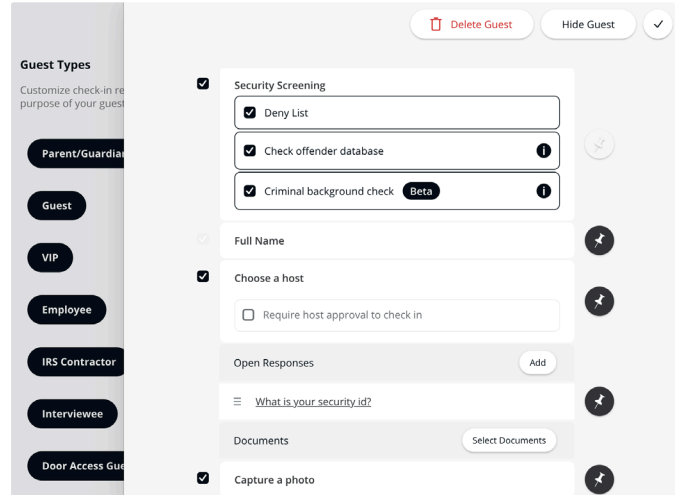 Delete Guest
Hide Guest
Guest Types
Customize check-in
purpose of your guest
Parent/Guardian
Guest
VIP
Employee
IRS Contractor
Interviewee
Door Access
Security Screening
Deny List
Check offender database
Criminal background check Beta
Full Name
Choose a host
Require host approval to check in
Open Responses
Add
What is your security id?
Documents
Select Documents
Capture a photo